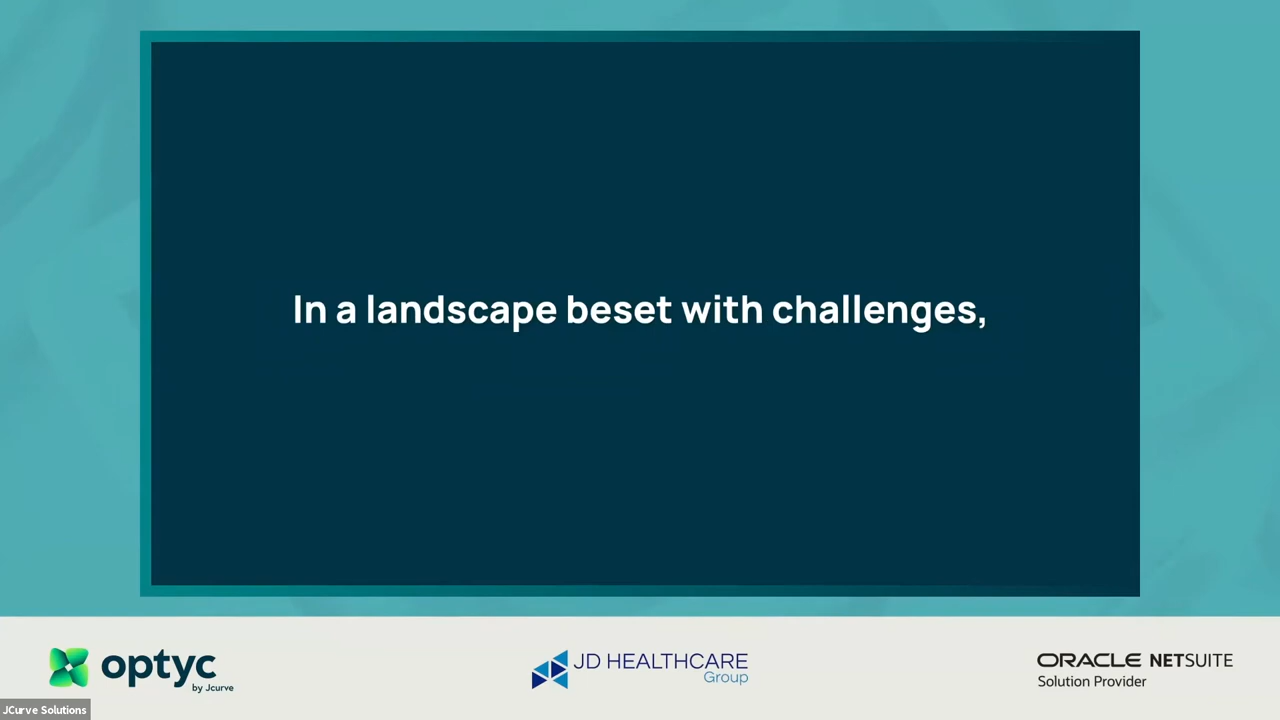 In a landscape beset with challenges,
optyc
by Jcurve
JD HEALTHCARE
Group
ORACLE NETSUITE
Solution Provider
JCurve Solutions